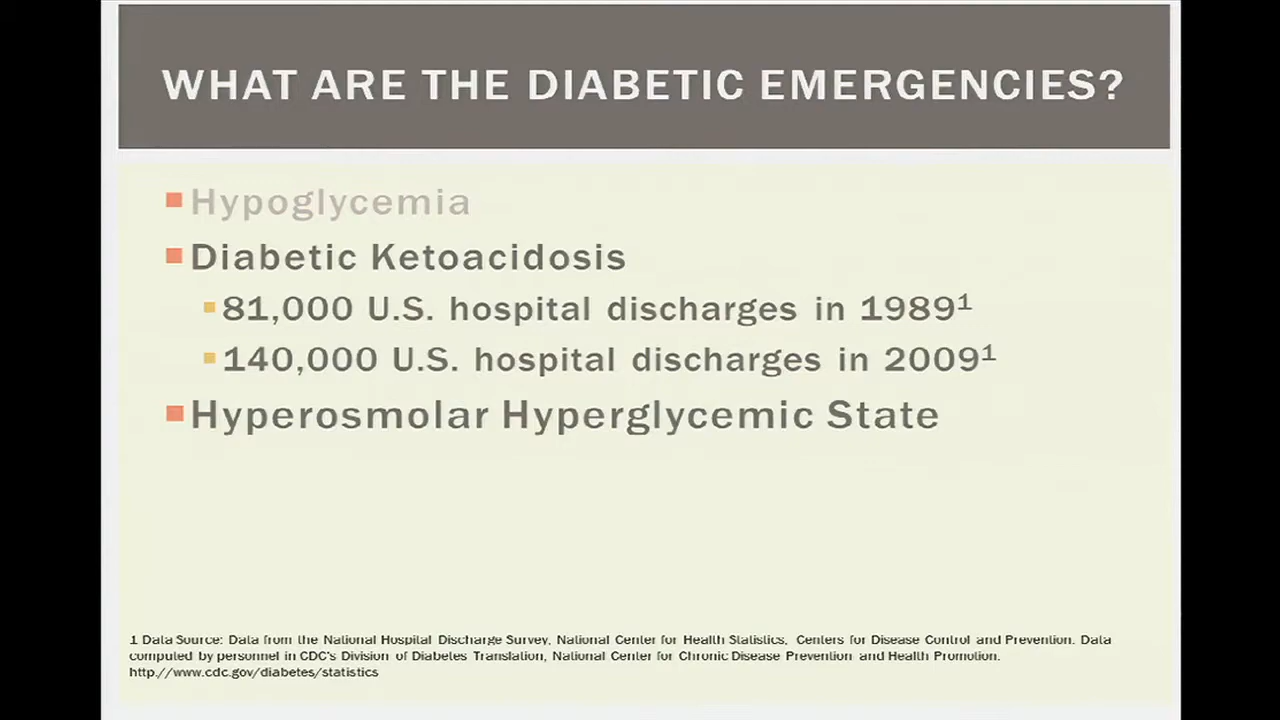 WHAT ARE THE DIABETIC EMERGENCIES?
Hypoglycemia
Diabetic Ketoacidosis
81,000 U.S. hospital discharges in 1989¹
140,000 U.S. hospital discharges in 2009¹
Hyperosmolar Hyperglycemic State
1 Data Source: Data from the National Hospital Discharge Survey, National Center for Health Statistics, Centers for Disease Control and Prevention. Data
computed by personnel in CDC's Division of Diabetes Translation, National Center for Chronic Disease Prevention and Health Promotion.
http://www.cdc.gov/diabetes/statistics